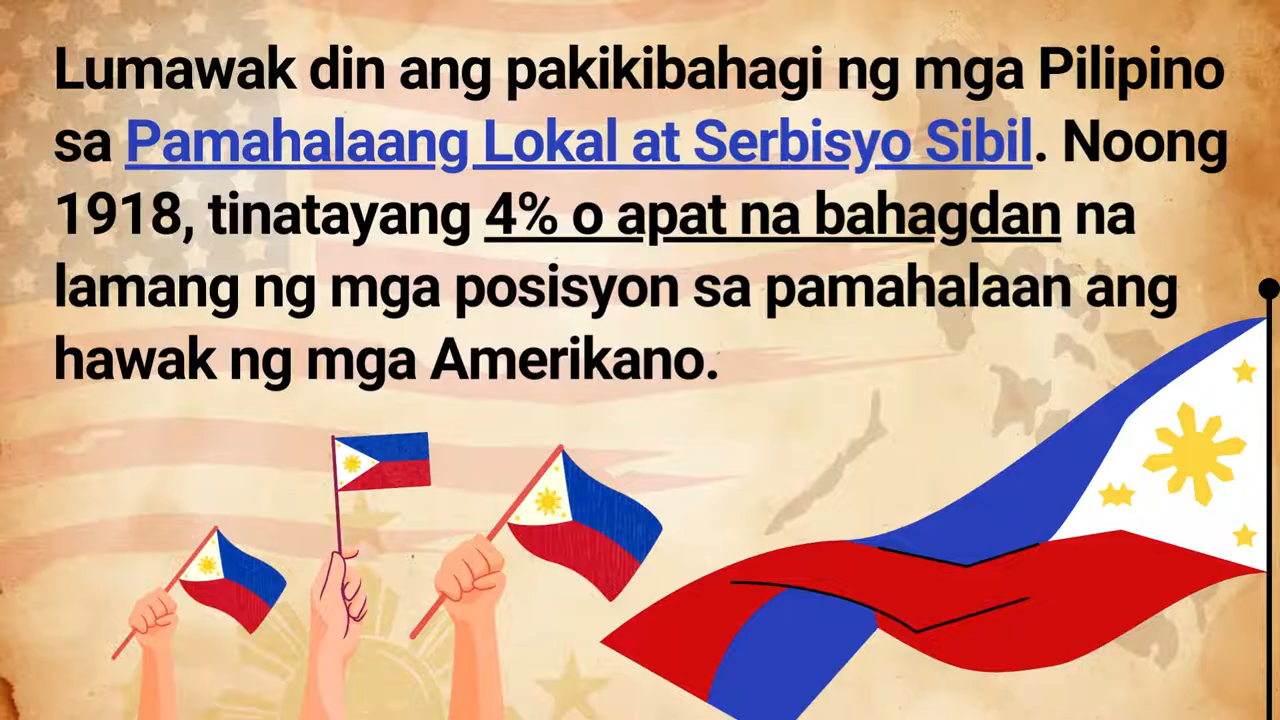 Lumawak din ang pakikibahagi ng mga Pilipino
sa Pamahalaang Lokal at Serbisyo Sibil. Noong
1918, tinatayang 4% o apat na bahagdan na
lamang ng mga posisyon sa pamahalaan ang
hawak ng mga Amerikano.